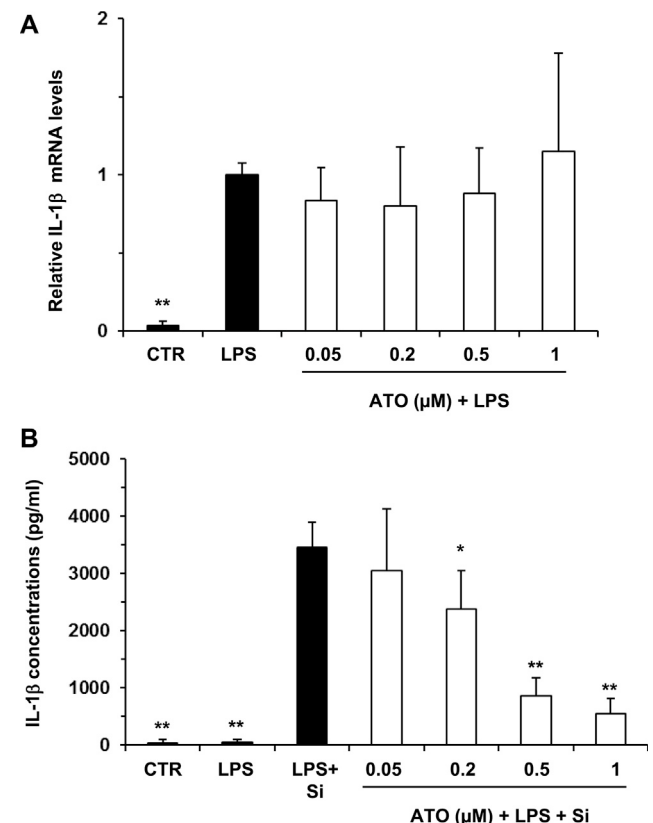 A
2
1
0
Relative IL-1β mRNA levels
**
CTR LPS 0.05 0.2 0.5 1
ATO (μM) + LPS
B
5000
4000
3000
2000
1000
0
IL-1β concentrations (pg/ml)
** ** * ** **
CTR LPS LPS+ 0.05 0.2 0.5 1
Si
ATO (μM) + LPS + Si